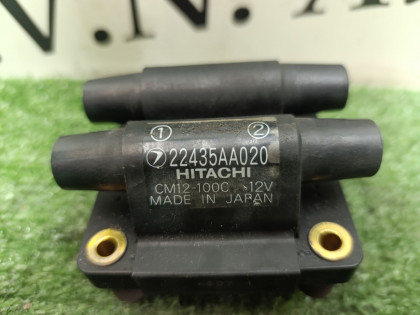 V.N. A
① ②
22435AA020
HITACHI
CM12-100C 12V
MADE IN JAPAN